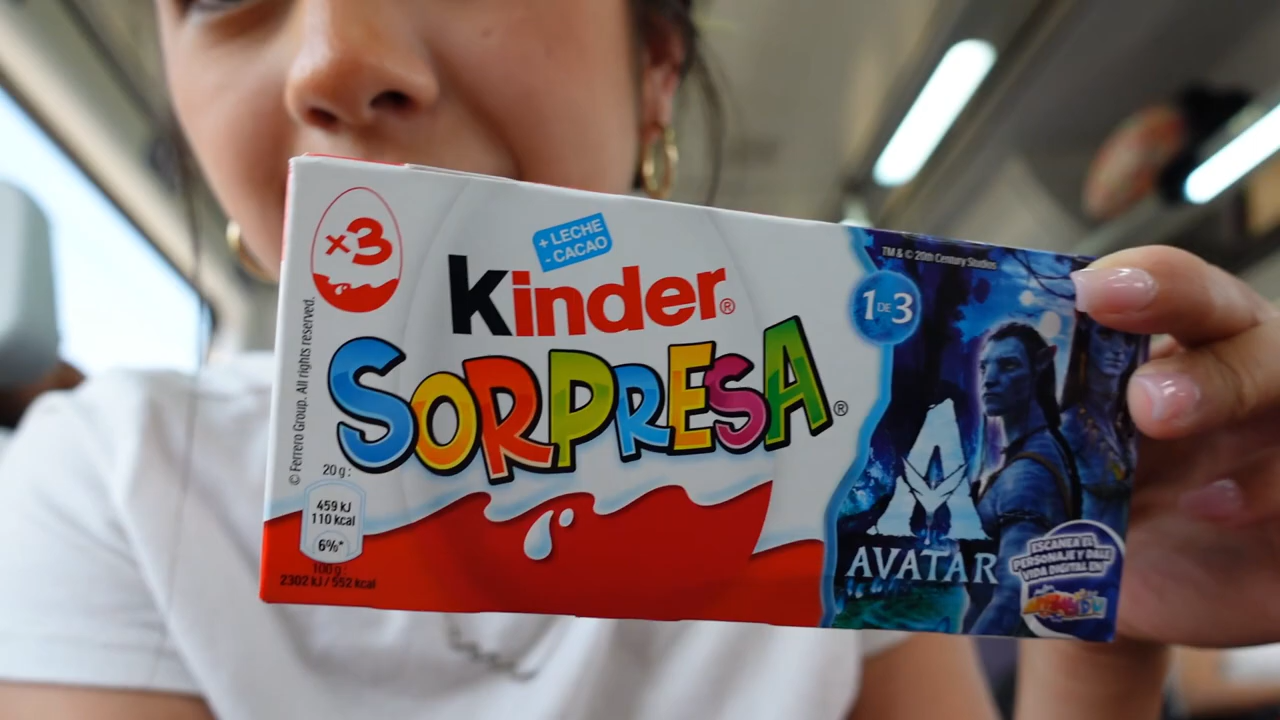 ×3
+ LECHE
- CACAO
Kinder®
SORPRESA®
© Ferrero Group. All rights reserved.
20 g :
459 kJ
110 kcal
6%*
100 g :
2302 kJ / 552 kcal
TM & © 20th Century Studios
1 DE 3
AVATAR
ESCANEA EL
PERSONAJE Y DALE
VIDA DIGITAL EN